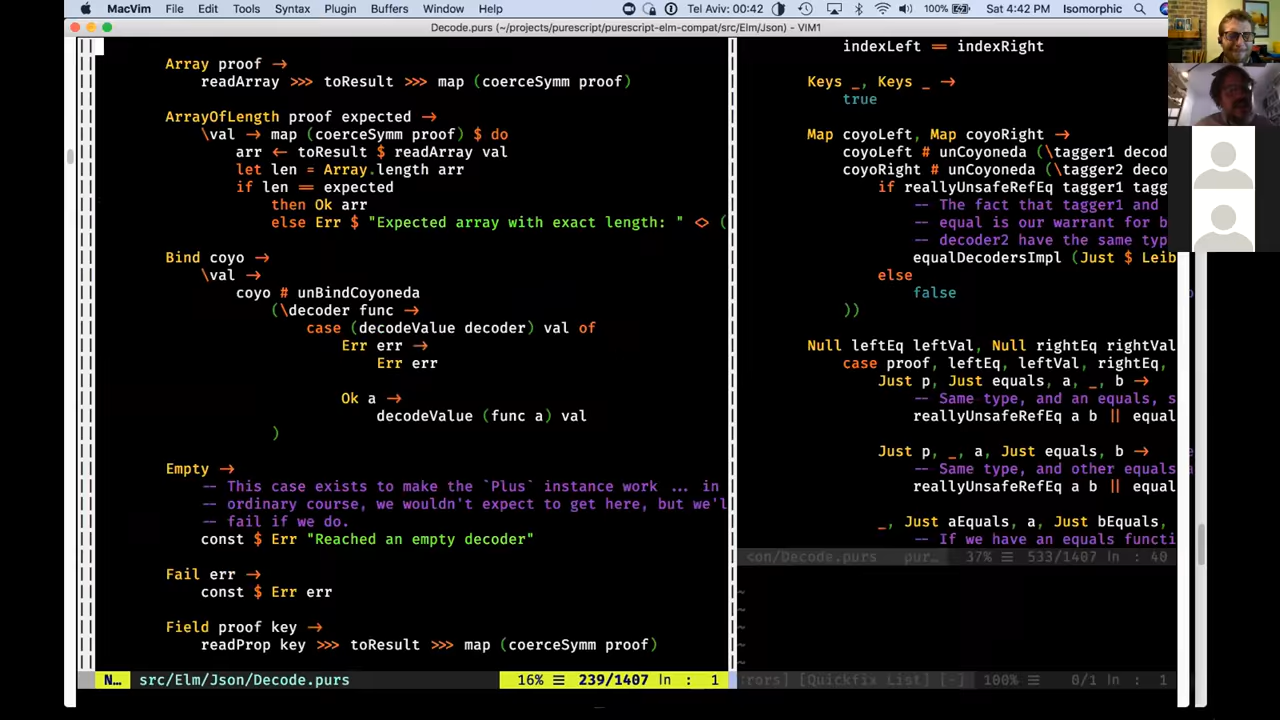 MacVim File Edit Tools Syntax Plugin Buffers Window Help Tel Aviv: 00:42 100% Sat 4:42 PM Isomorphic
Decode.purs (~/projects/purescript/purescript-elm-compat/src/Elm/Json) - VIM1
Array proof →
readArray >>> toResult >>> map (coerceSymm proof)
ArrayOfLength proof expected →
\val → map (coerceSymm proof) $ do
arr ← toResult $ readArray val
let len = Array.length arr
if len == expected
then Ok arr
else Err $ "Expected array with exact length: " <> (
Bind coyo →
\val →
coyo # unBindCoyoneda
(\decoder func →
case (decodeValue decoder) val of
Err err →
Err err
Ok a →
decodeValue (func a) val
)
Empty →
-- This case exists to make the `Plus` instance work ... in
-- ordinary course, we wouldn't expect to get here, but we'l
-- fail if we do.
const $ Err "Reached an empty decoder"
Fail err →
const $ Err err
Field proof key →
readProp key >>> toResult >>> map (coerceSymm proof)
N… src/Elm/Json/Decode.purs 16% ☰ 239/1407 ln : 1
indexLeft == indexRight
Keys _, Keys _ →
true
Map coyoLeft, Map coyoRight →
coyoLeft # unCoyoneda (\tagger1 decod
coyoRight # unCoyoneda (\tagger2 deco
if reallyUnsafeRefEq tagger1 tagg
-- The fact that tagger1 and
-- equal is our warrant for b
-- decoder2 have the same typ
equalDecodersImpl (Just $ Leib
else
false
))
Null leftEq leftVal, Null rightEq rightVal
case proof, leftEq, leftVal, rightEq,
Just p, Just equals, a, _, b →
-- Same type, and an equals, s
reallyUnsafeRefEq a b || equal
Just p, _, a, Just equals, b →
-- Same type, and other equals
reallyUnsafeRefEq a b || equal
_, Just aEquals, a, Just bEquals,
-- If we have an equals functi
con/Decode.purs pur… 37% ☰ 533/1407 ln : 40
~
~
~
~
~
rors] [Quickfix List] [-] 100% ☰ 0/1 ln : 1